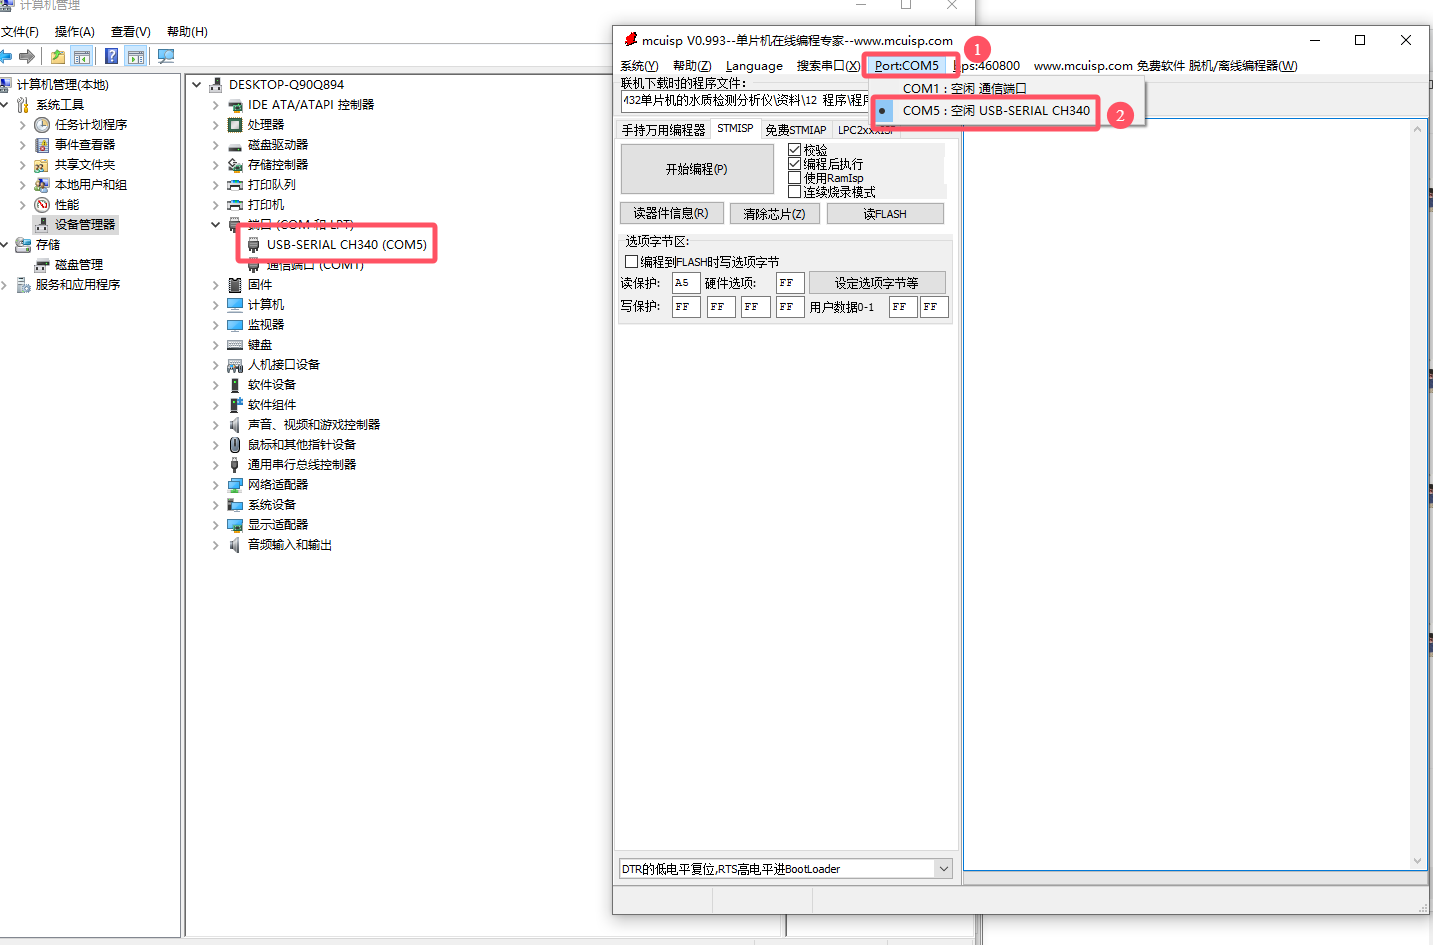 计算机管理
文件(F) 操作(A) 查看(V) 帮助(H)
计算机管理(本地)
系统工具
任务计划程序
事件查看器
共享文件夹
本地用户和组
性能
设备管理器
存储
磁盘管理
服务和应用程序
DESKTOP-Q90Q894
IDE ATA/ATAPI 控制器
处理器
磁盘驱动器
存储控制器
打印队列
打印机
端口 (COM 和 LPT)
USB-SERIAL CH340 (COM5)
通信端口 (COM1)
固件
计算机
监视器
键盘
人机接口设备
软件设备
软件组件
声音、视频和游戏控制器
鼠标和其他指针设备
通用串行总线控制器
网络适配器
系统设备
显示适配器
音频输入和输出
mcuisp V0.993--单片机在线编程专家--www.mcuisp.com
1
系统(Y) 帮助(Z) Language 搜索串口(X) Port:COM5 ps:460800 www.mcuisp.com 免费软件 脱机/离线编程器(W)
联机下载时的程序文件:
432单片机的水质检测分析仪\资料\12 程序\程序
COM1 : 空闲 通信端口
COM5 : 空闲 USB-SERIAL CH340
2
手持万用编程器 STMISP 免费STMIAP LPC2xxxISP
开始编程(P)
校验
编程后执行
使用RamIsp
连续烧录模式
读器件信息(R) 清除芯片(Z) 读FLASH
选项字节区:
编程到FLASH时写选项字节
读保护: A5 硬件选项: FF 设定选项字节等
写保护: FF FF FF FF 用户数据0-1 FF FF
DTR的低电平复位,RTS高电平进BootLoader